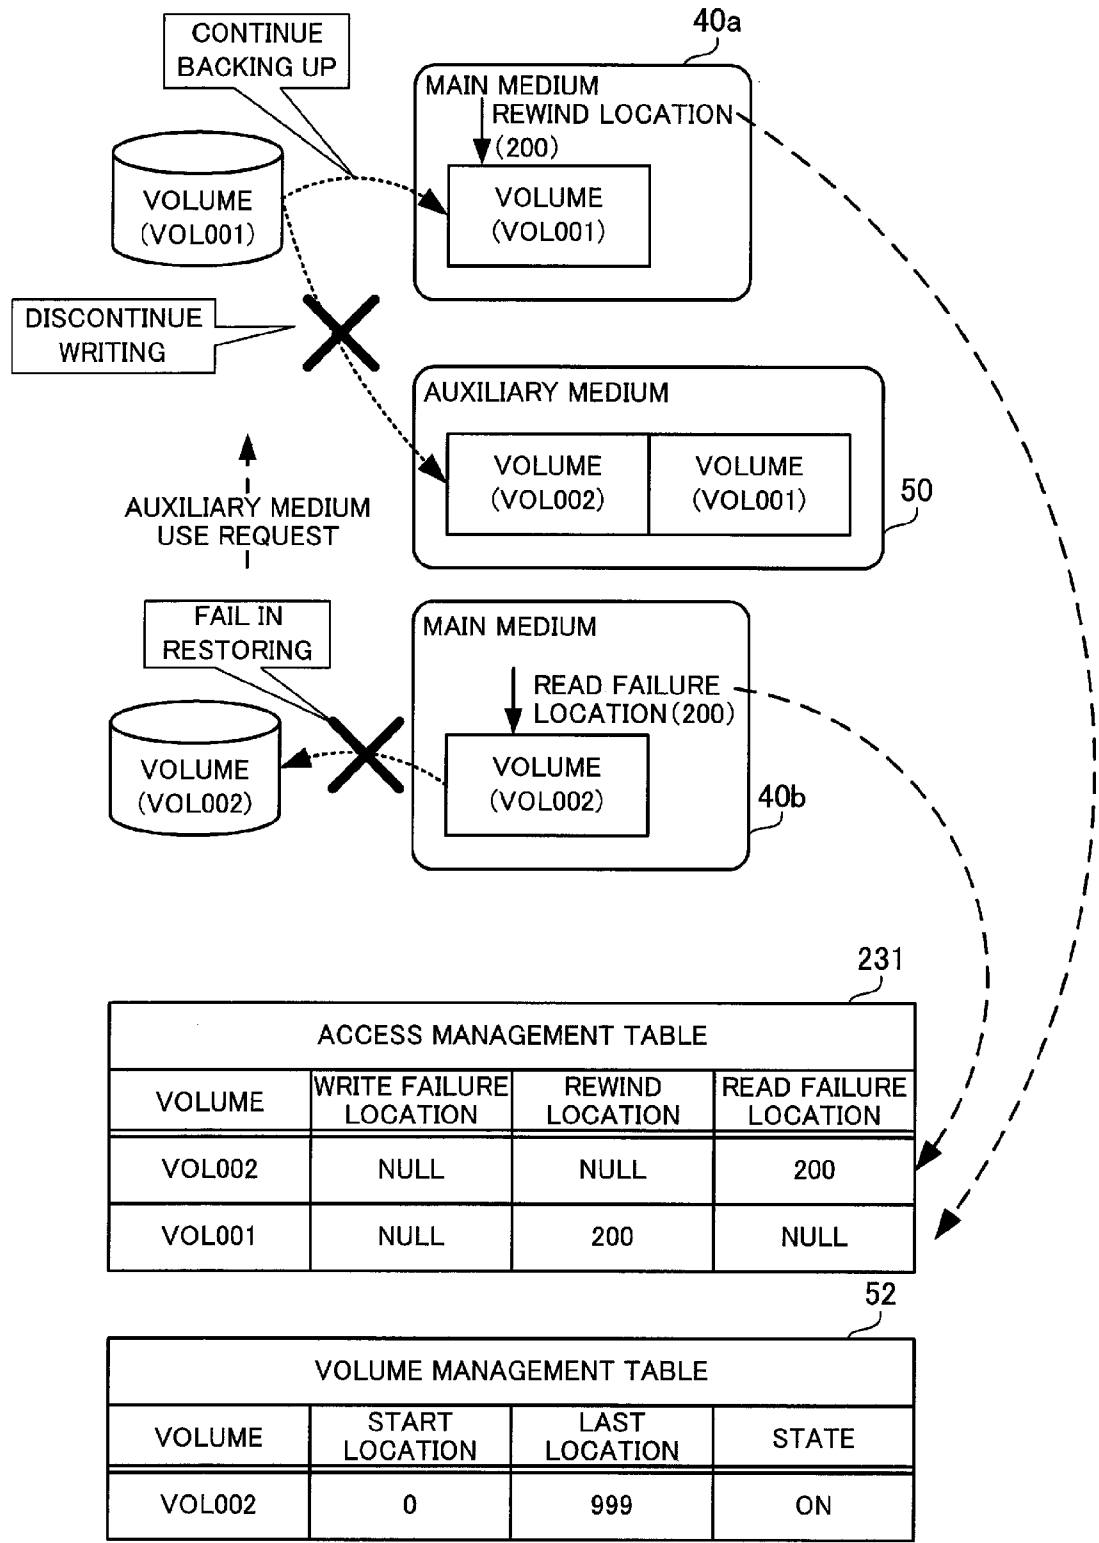 CONTINUE
BACKING UP
40a
MAIN MEDIUM
REWIND LOCATION
(200)
VOLUME
(VOL001)
VOLUME
(VOL001)
DISCONTINUE
WRITING
AUXILIARY MEDIUM
VOLUME
(VOL002)
VOLUME
(VOL001)
50
AUXILIARY MEDIUM
USE REQUEST
FAIL IN
RESTORING
MAIN MEDIUM
READ FAILURE
LOCATION(200)
VOLUME
(VOL002)
VOLUME
(VOL002)
40b
231
ACCESS MANAGEMENT TABLE
VOLUME WRITE FAILURE LOCATION REWIND LOCATION READ FAILURE LOCATION
VOL002 NULL NULL 200
VOL001 NULL 200 NULL
52
VOLUME MANAGEMENT TABLE
VOLUME START LOCATION LAST LOCATION STATE
VOL002 0 999 ON